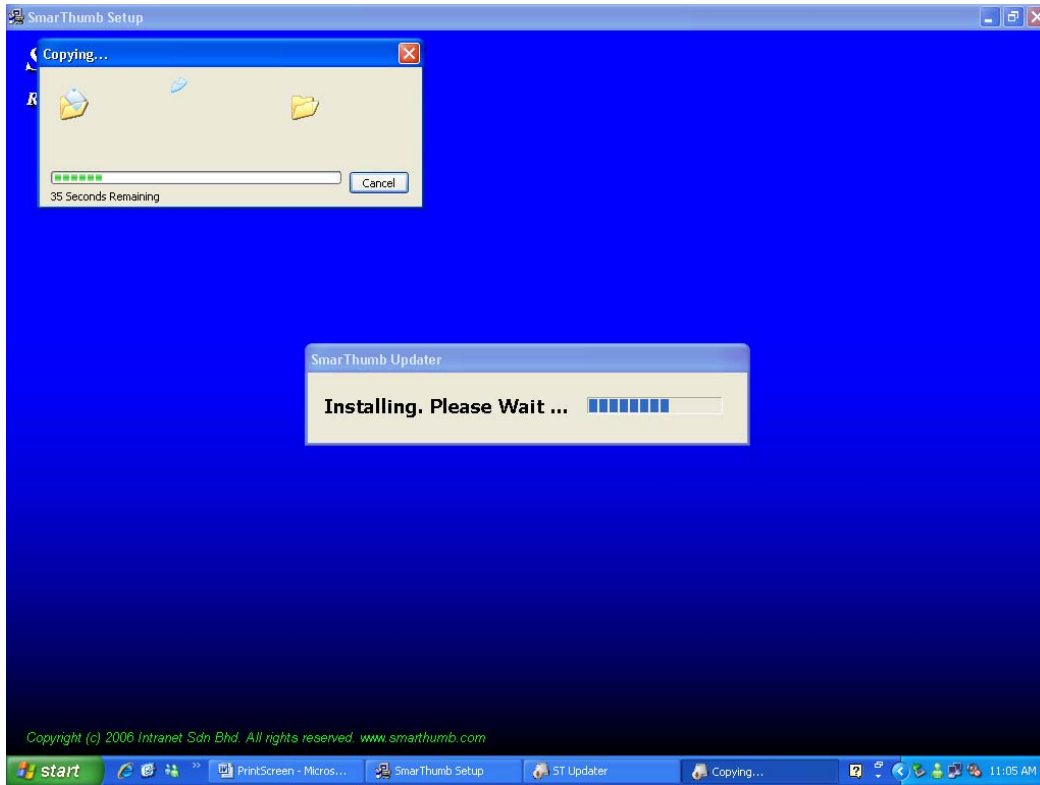 SmarThumb Setup
Copying...
S
R
Cancel
35 Seconds Remaining
SmarThumb Updater
Installing. Please Wait ...
Copyright (c) 2006 Intranet Sdn Bhd. All rights reserved. www.smarthumb.com
start
PrintScreen - Micros...
SmarThumb Setup
ST Updater
Copying...
11:05 AM